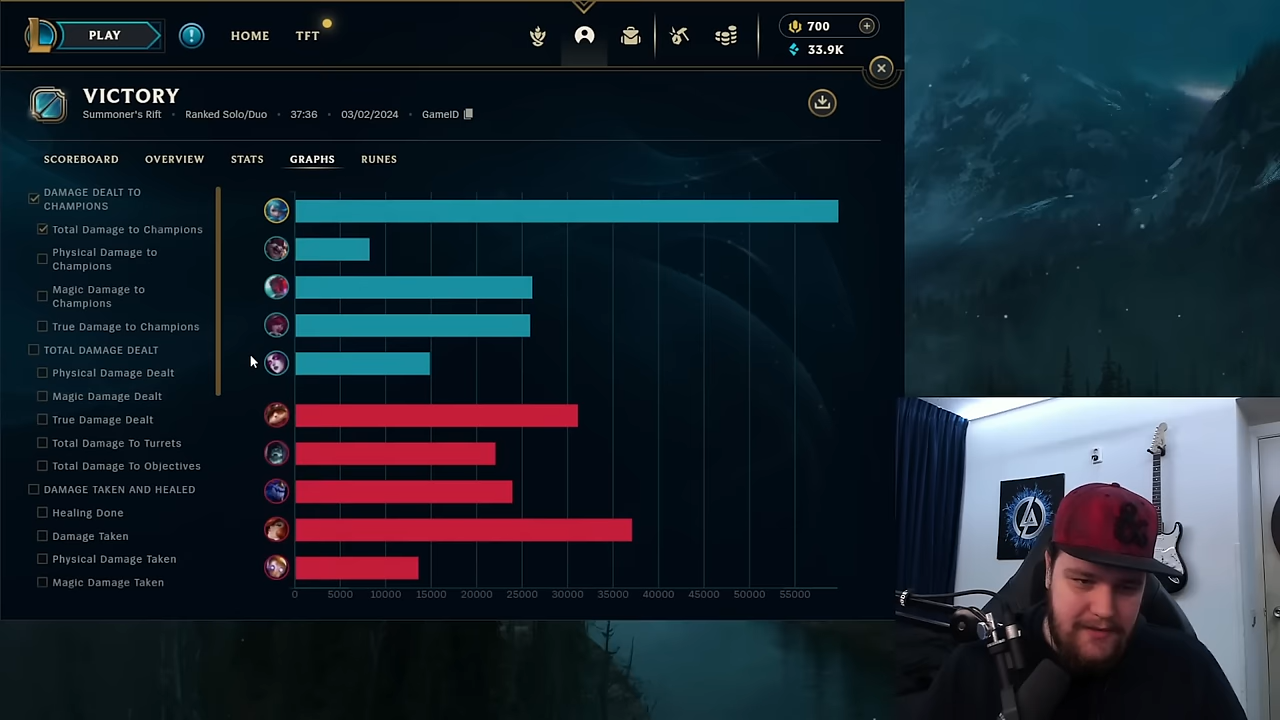 PLAY
HOME
TFT
700
33.9K
VICTORY
Summoner's Rift • Ranked Solo/Duo • 37:36 • 03/02/2024 • GameID
SCOREBOARD
OVERVIEW
STATS
GRAPHS
RUNES
DAMAGE DEALT TO
CHAMPIONS
Total Damage to Champions
Physical Damage to
Champions
Magic Damage to
Champions
True Damage to Champions
TOTAL DAMAGE DEALT
Physical Damage Dealt
Magic Damage Dealt
True Damage Dealt
Total Damage To Turrets
Total Damage To Objectives
DAMAGE TAKEN AND HEALED
Healing Done
Damage Taken
Physical Damage Taken
Magic Damage Taken
0 5000 10000 15000 20000 25000 30000 35000 40000 45000 50000 55000